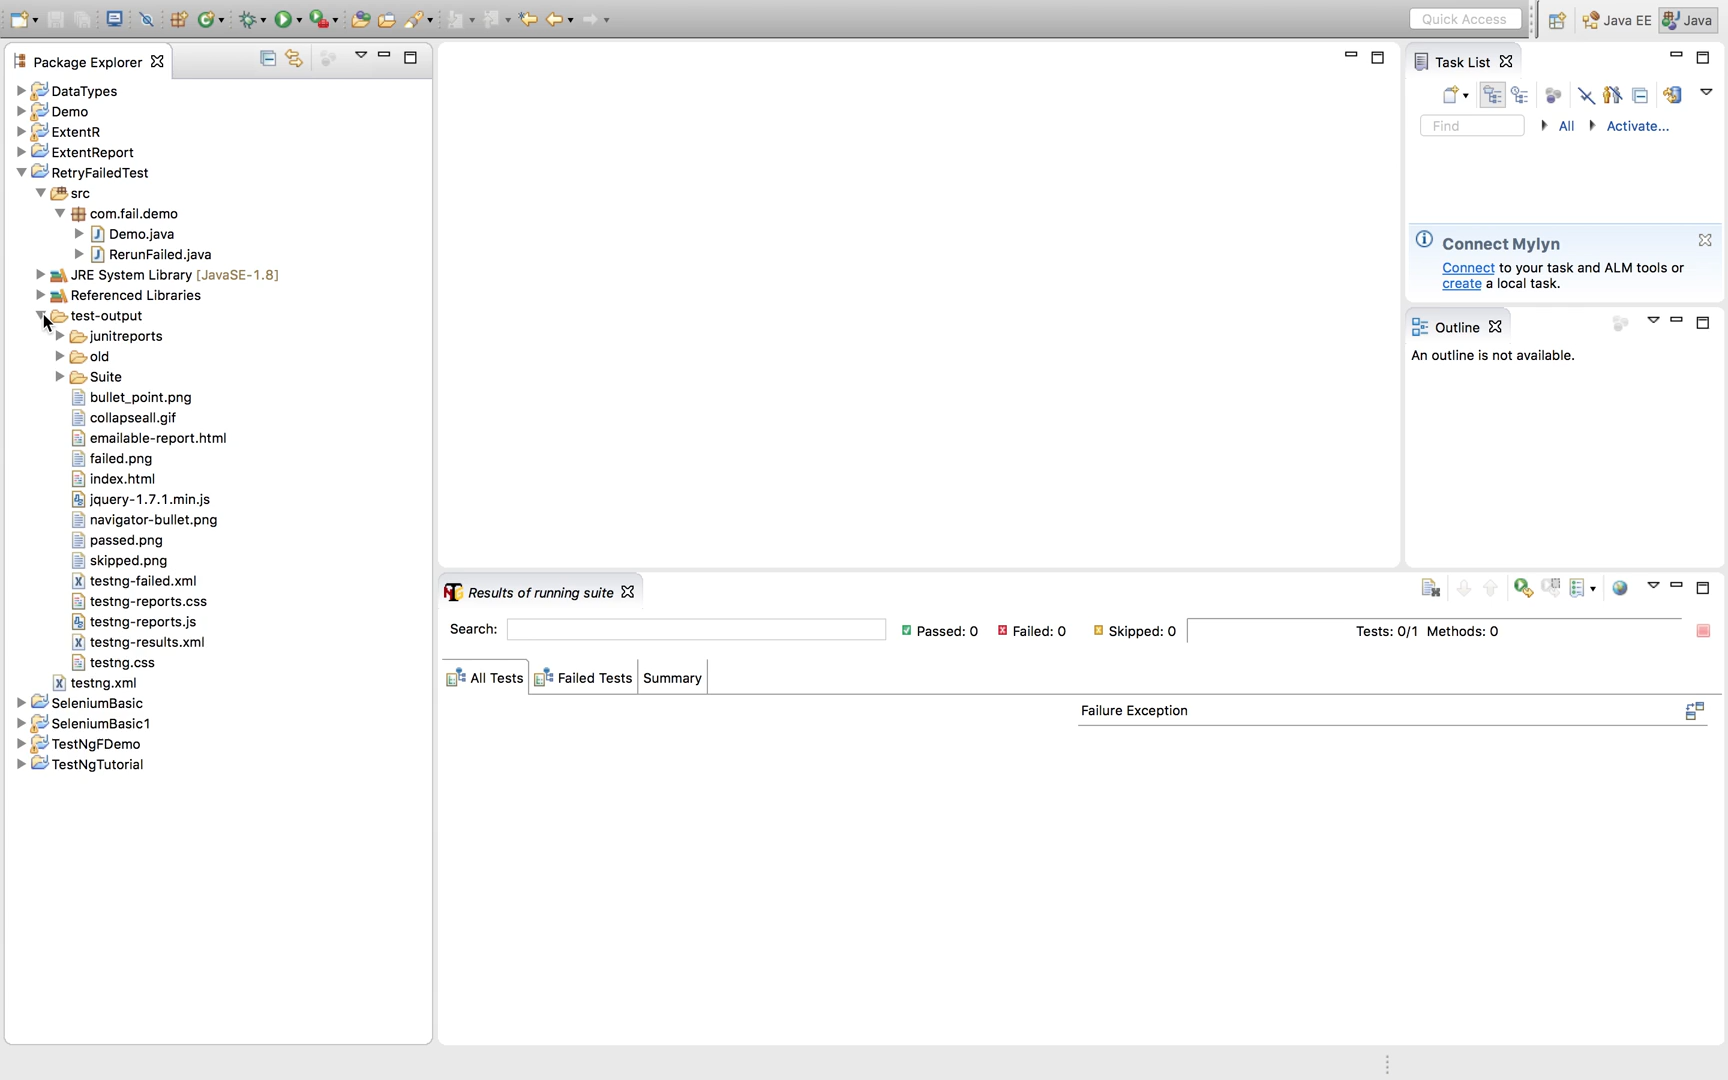 Quick Access
Java EE
Java
Package Explorer
DataTypes
Demo
ExtentR
ExtentReport
RetryFailedTest
src
com.fail.demo
Demo.java
RerunFailed.java
JRE System Library [JavaSE-1.8]
Referenced Libraries
test-output
junitreports
old
Suite
bullet_point.png
collapseall.gif
emailable-report.html
failed.png
index.html
jquery-1.7.1.min.js
navigator-bullet.png
passed.png
skipped.png
testng-failed.xml
testng-reports.css
testng-reports.js
testng-results.xml
testng.css
testng.xml
SeleniumBasic
SeleniumBasic1
TestNgFDemo
TestNgTutorial
Task List
Find
All
Activate...
Connect Mylyn
Connect to your task and ALM tools or
create a local task.
Outline
An outline is not available.
Results of running suite
Search:
Passed: 0
Failed: 0
Skipped: 0
Tests: 0/1 Methods: 0
All Tests
Failed Tests
Summary
Failure Exception